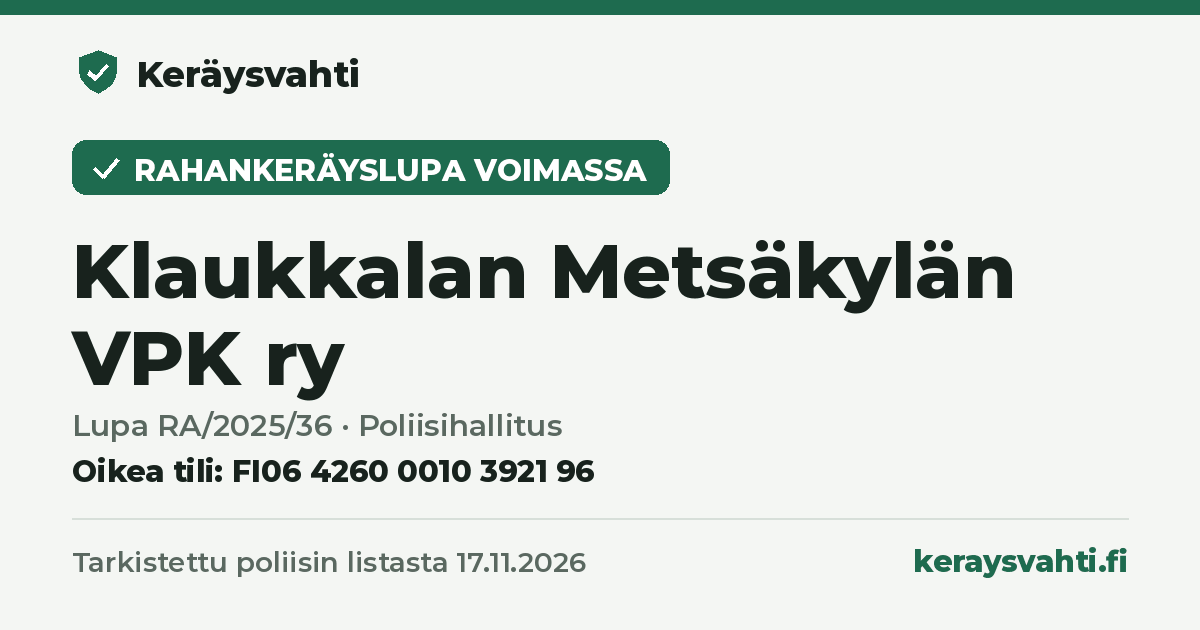 Keräysvahti
RAHANKERÄYSLUPA VOIMASSA
Klaukkalan Metsäkylän
VPK ry
Lupa RA/2025/36 · Poliisihallitus
Oikea tili: FI06 4260 0010 3921 96
Tarkistettu poliisin listasta 17.11.2026
keraysvahti.fi